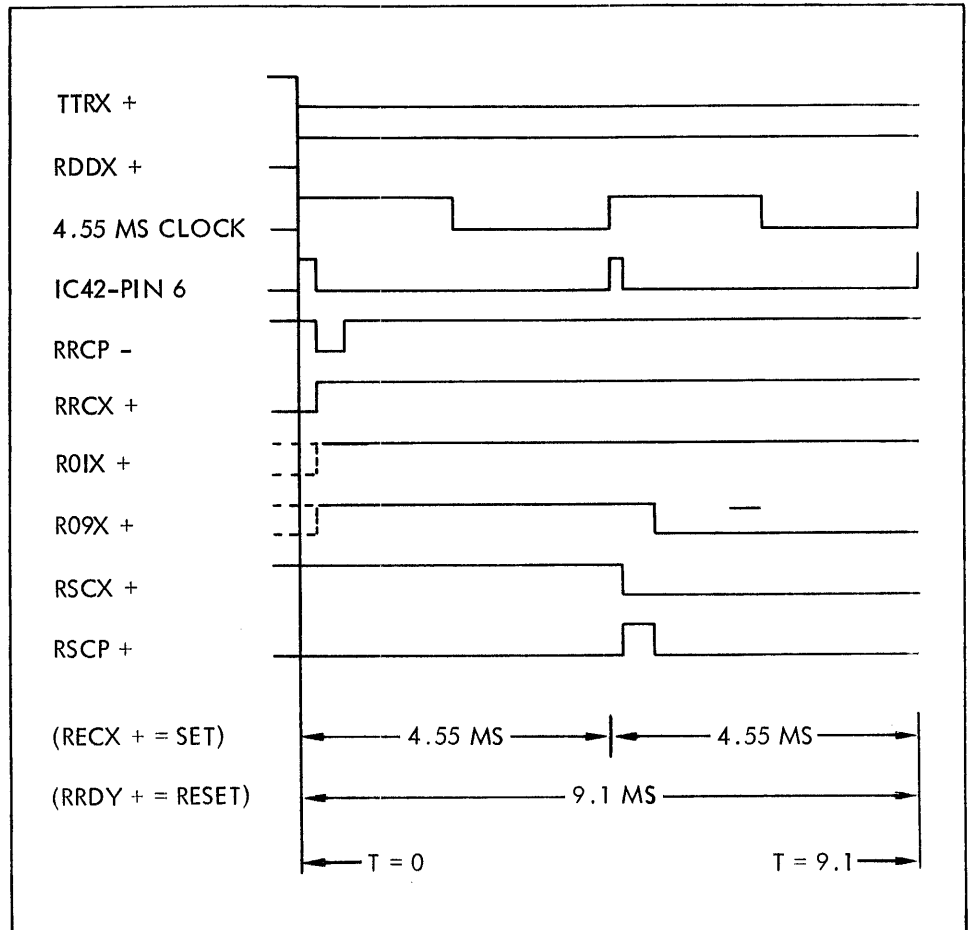 TTRX +
RDDX +
4.55 MS CLOCK
IC42-PIN 6
RRCP -
RRCX +
R0IX +
R09X +
RSCX +
RSCP +
(RECX + = SET) 4.55 MS 4.55 MS
(RRDY + = RESET) 9.1 MS
T = 0 T = 9.1